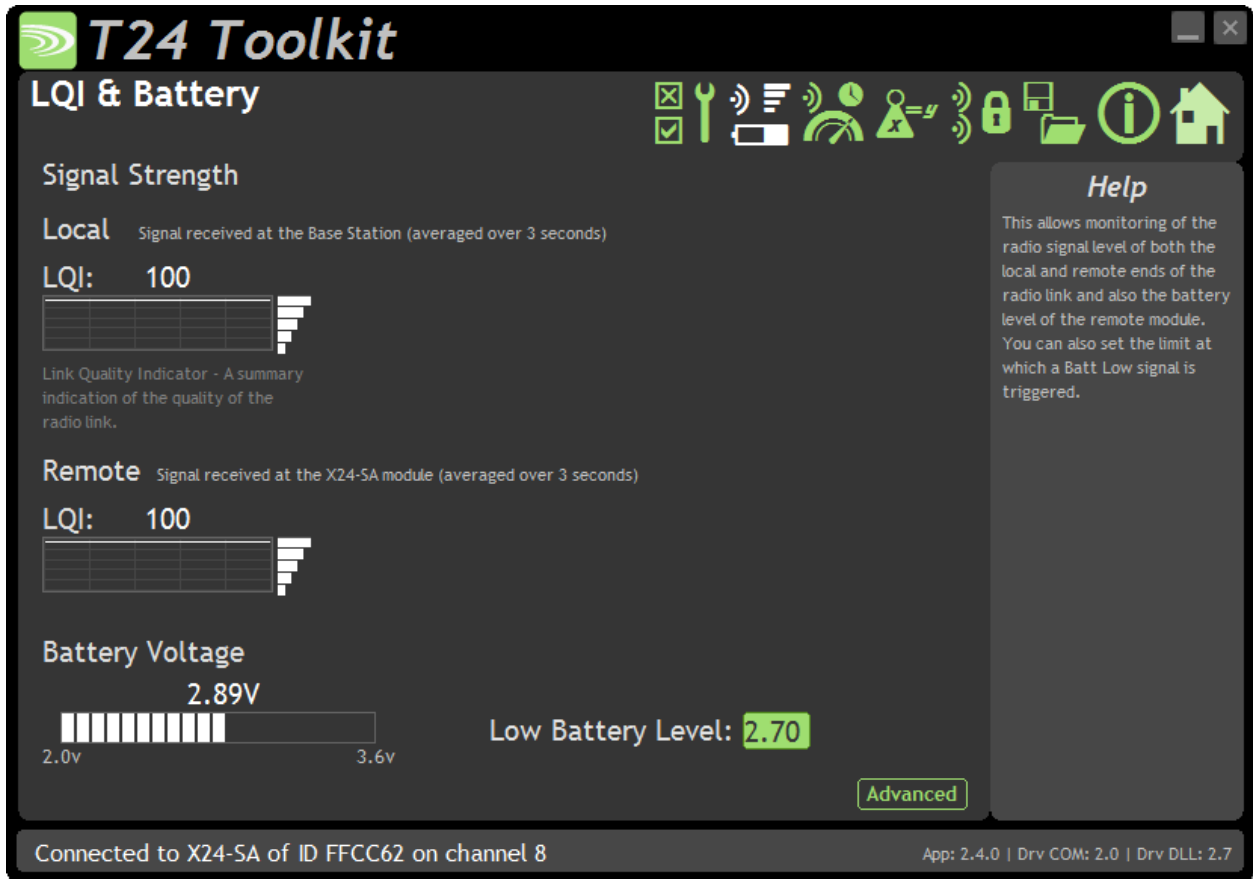 T24 Toolkit
LQI & Battery
x=y
Signal Strength
Local Signal received at the Base Station (averaged over 3 seconds)
LQI: 100
Link Quality Indicator - A summary
indication of the quality of the
radio link.
Remote Signal received at the X24-SA module (averaged over 3 seconds)
LQI: 100
Battery Voltage
2.89V
2.0v 3.6v
Low Battery Level: 2.70
Advanced
Help
This allows monitoring of the
radio signal level of both the
local and remote ends of the
radio link and also the battery
level of the remote module.
You can also set the limit at
which a Batt Low signal is
triggered.
Connected to X24-SA of ID FFCC62 on channel 8
App: 2.4.0 | Drv COM: 2.0 | Drv DLL: 2.7